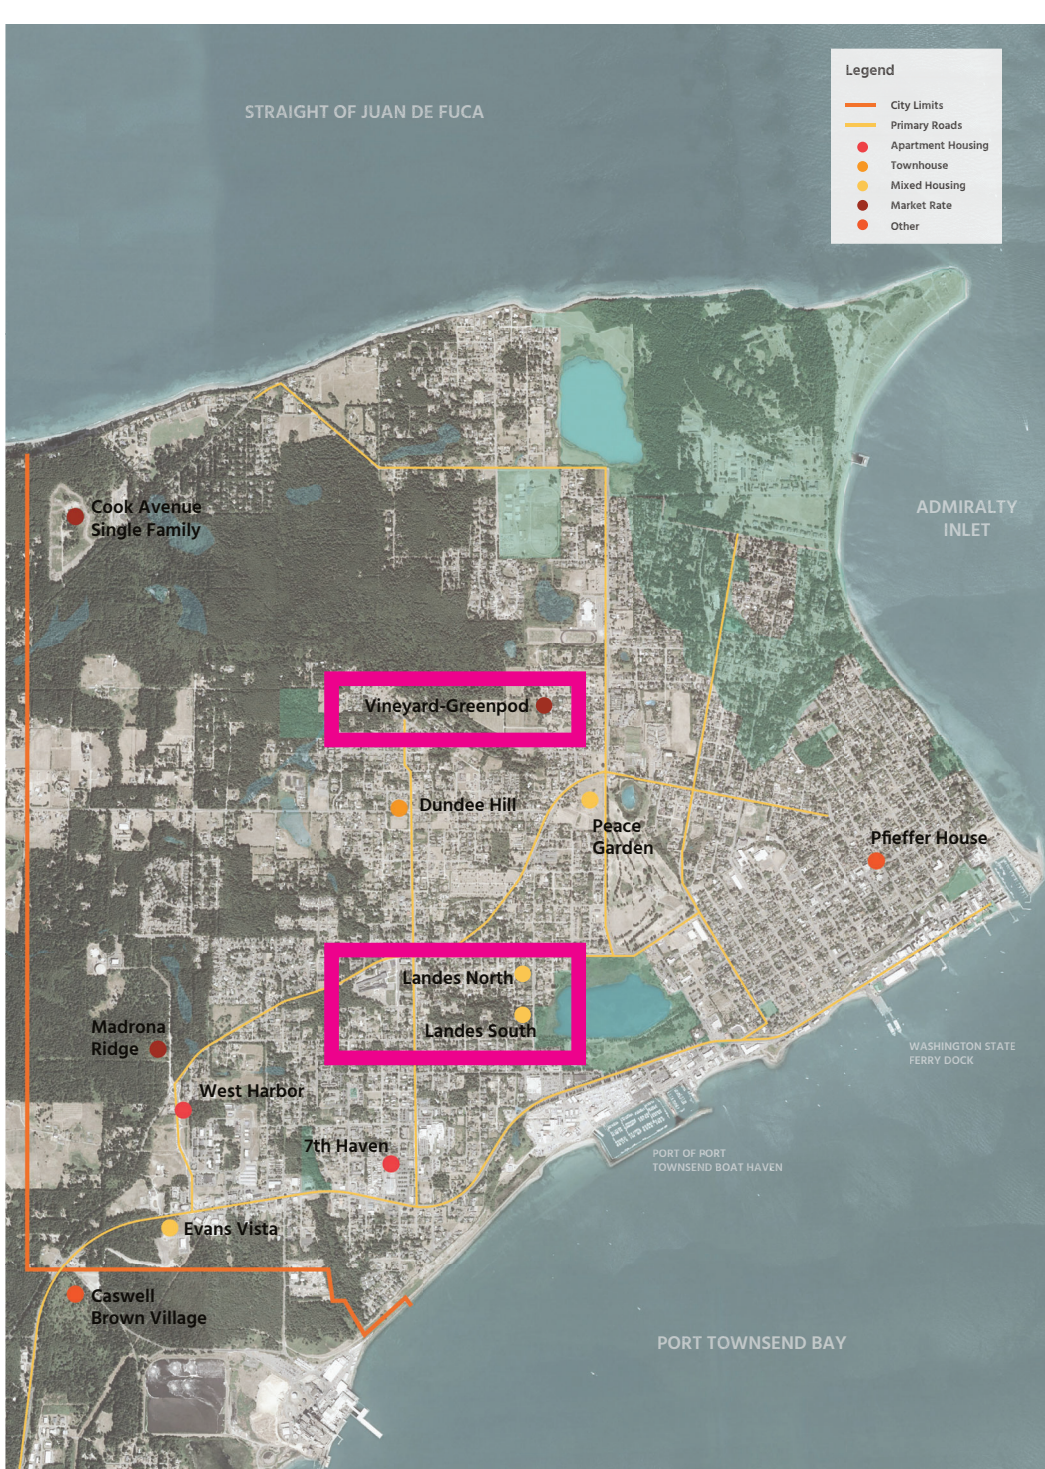 STRAIGHT OF JUAN DE FUCA
Legend
City Limits
Primary Roads
Apartment Housing
Townhouse
Mixed Housing
Market Rate
Other
Cook Avenue
Single Family
ADMIRALTY
INLET
Vineyard-Greenpod
Dundee Hill
Peace
Garden
Pfieffer House
Landes North
Landes South
Madrona
Ridge
WASHINGTON STATE
FERRY DOCK
West Harbor
7th Haven
PORT OF PORT
TOWNSEND BOAT HAVEN
Evans Vista
Caswell
Brown Village
PORT TOWNSEND BAY